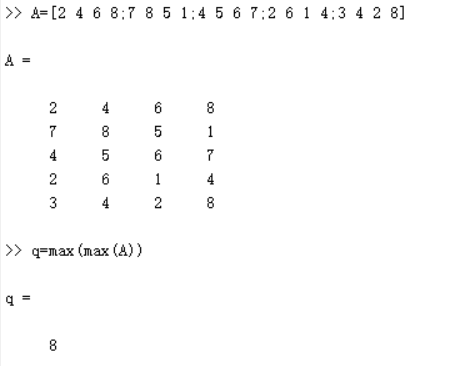 >> A=[2 4 6 8;7 8 5 1;4 5 6 7;2 6 1 4;3 4 2 8]
A =
2 4 6 8
7 8 5 1
4 5 6 7
2 6 1 4
3 4 2 8
>> q=max(max(A))
q =
8